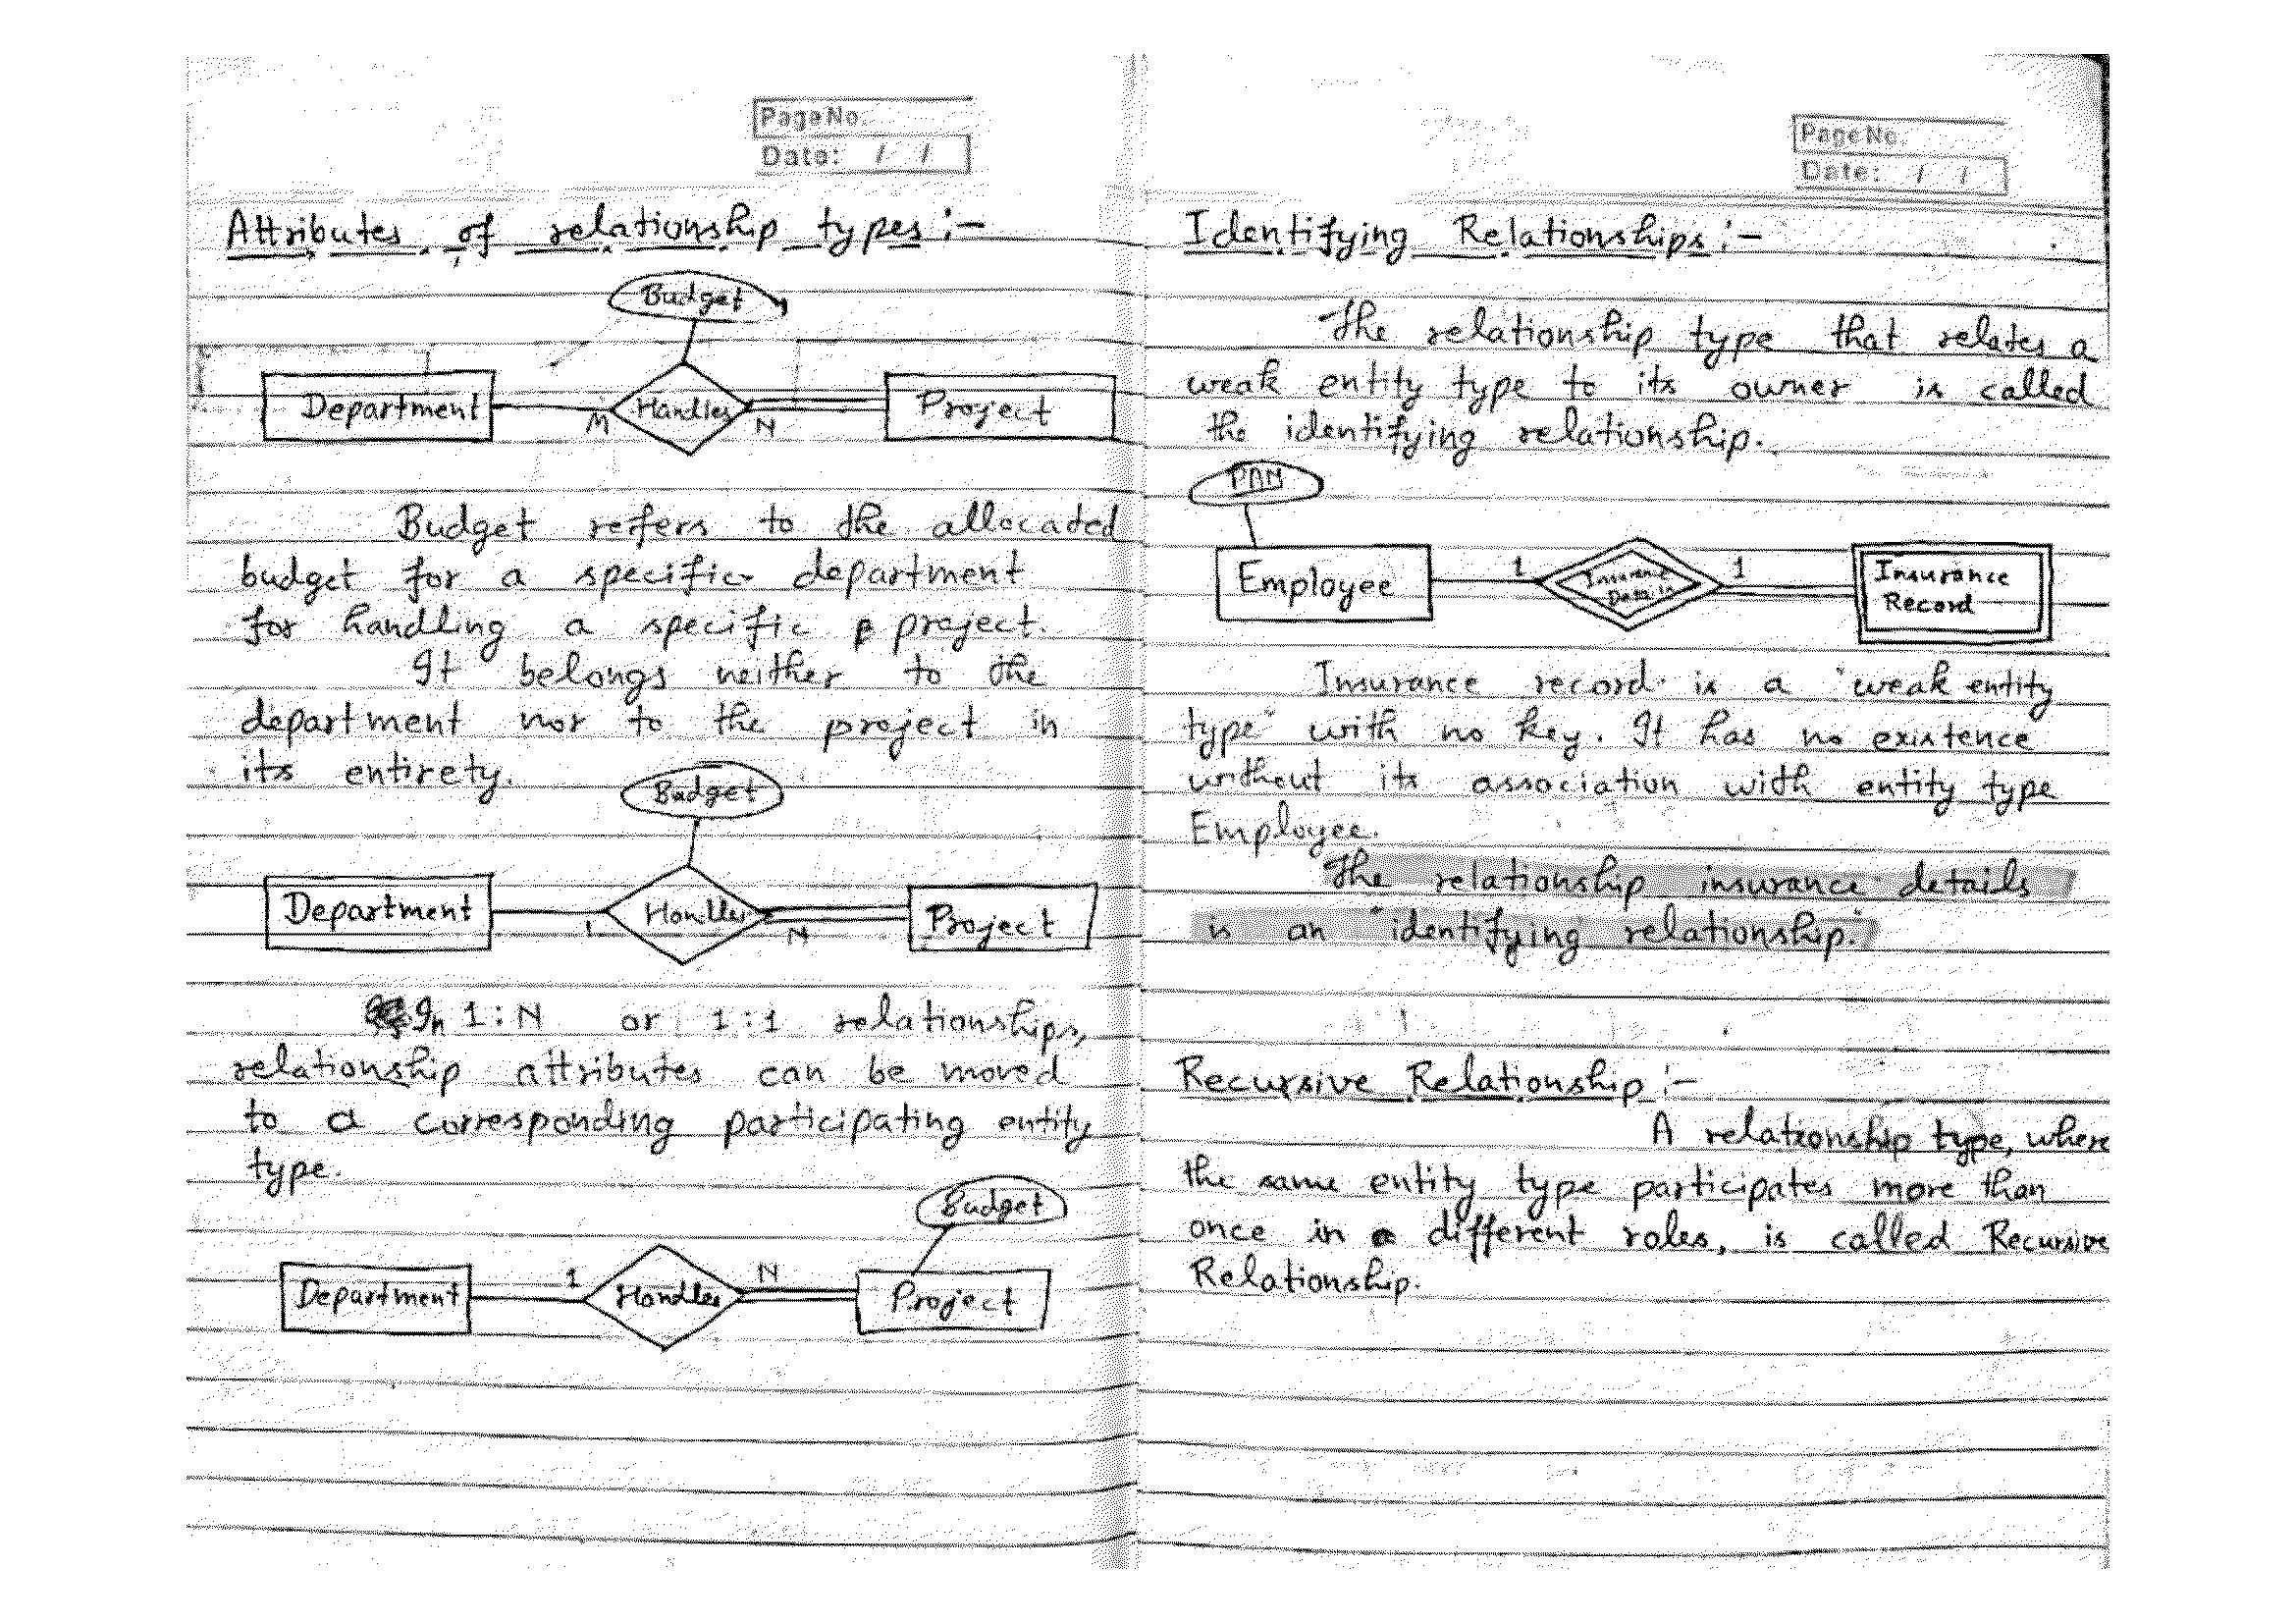 PageNo.
Date: / /
Attributes of relationship types :-
Budget
Department M Handles N Project
Budget refers to the allocated
budget for a specific department
for handling a specific project.
It belongs neither to the
department nor to the project in
its entirety.
Budget
Department 1 Handles N Project
In 1:N or 1:1 relationships,
relationship attributes can be moved
to a corresponding participating entity
type.
Budget
Department 1 Handles N Project
PageNo.
Date: / /
Identifying Relationships :-
The relationship type that relates a
weak entity type to its owner is called
the identifying relationship.
PAN
Employee 1 1 Insurance
Record
Insurance record is a "weak entity
type" with no key. It has no existence
without its association with entity type
Employee.
The relationship insurance details
is an "identifying relationship."
Recursive Relationship :-
A relationship type, where
the same entity type participates more than
once in different roles, is called Recursive
Relationship.